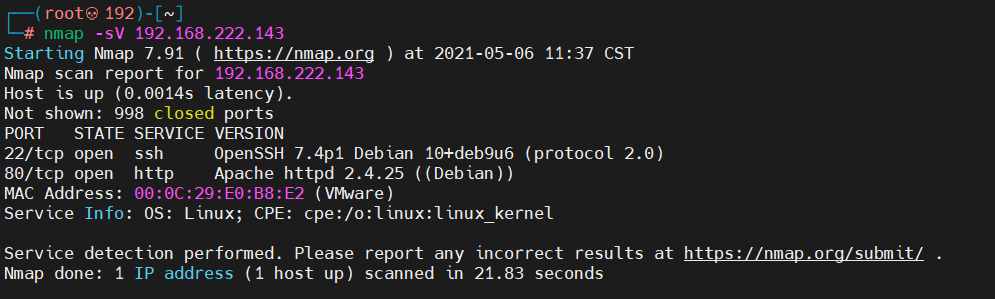 ┌──(root💀192)-[~]
└─# nmap -sV 192.168.222.143
Starting Nmap 7.91 ( https://nmap.org ) at 2021-05-06 11:37 CST
Nmap scan report for 192.168.222.143
Host is up (0.0014s latency).
Not shown: 998 closed ports
PORT   STATE SERVICE VERSION
22/tcp open  ssh     OpenSSH 7.4p1 Debian 10+deb9u6 (protocol 2.0)
80/tcp open  http    Apache httpd 2.4.25 ((Debian))
MAC Address: 00:0C:29:E0:B8:E2 (VMware)
Service Info: OS: Linux; CPE: cpe:/o:linux:linux_kernel

Service detection performed. Please report any incorrect results at https://nmap.org/submit/ .
Nmap done: 1 IP address (1 host up) scanned in 21.83 seconds